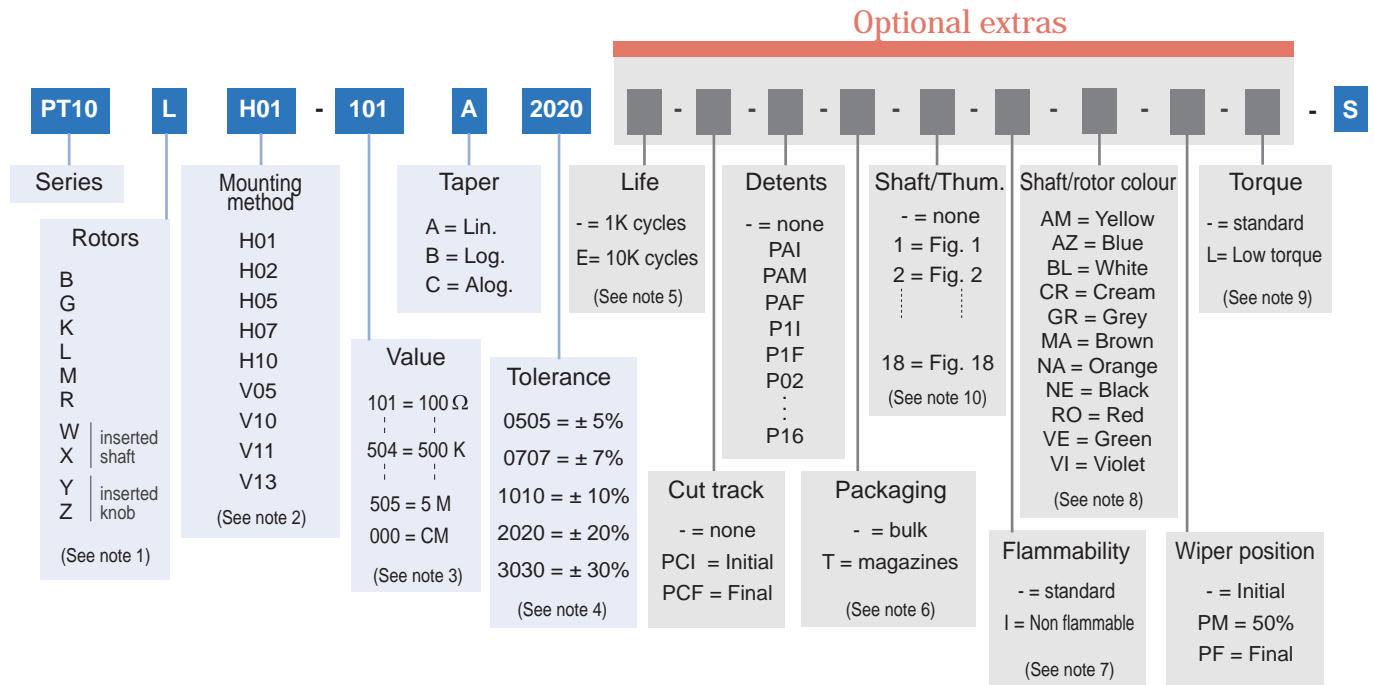 Optional extras
PT10 L H01 - 101 A 2020 - - - - - - - - - S
Series
Rotors
B
G
K
L
M
R
W
X
inserted
shaft
Y
Z
inserted
knob
(See note 1)
Mounting
method
H01
H02
H05
H07
H10
V05
V10
V11
V13
(See note 2)
Value
101 = 100 Ω
504 = 500 K
505 = 5 M
000 = CM
(See note 3)
Taper
A = Lin.
B = Log.
C = Alog.
Tolerance
0505 = ± 5%
0707 = ± 7%
1010 = ± 10%
2020 = ± 20%
3030 = ± 30%
(See note 4)
Life
- = 1K cycles
E= 10K cycles
(See note 5)
Cut track
- = none
PCI = Initial
PCF = Final
Detents
- = none
PAI
PAM
PAF
P1I
P1F
P02
:
:
P16
Packaging
- = bulk
T = magazines
(See note 6)
Shaft/Thum.
- = none
1 = Fig. 1
2 = Fig. 2
18 = Fig. 18
(See note 10)
Flammability
- = standard
I = Non flammable
(See note 7)
Shaft/rotor colour
AM = Yellow
AZ = Blue
BL = White
CR = Cream
GR = Grey
MA = Brown
NA = Orange
NE = Black
RO = Red
VE = Green
VI = Violet
(See note 8)
Wiper position
- = Initial
PM = 50%
PF = Final
Torque
- = standard
L= Low torque
(See note 9)